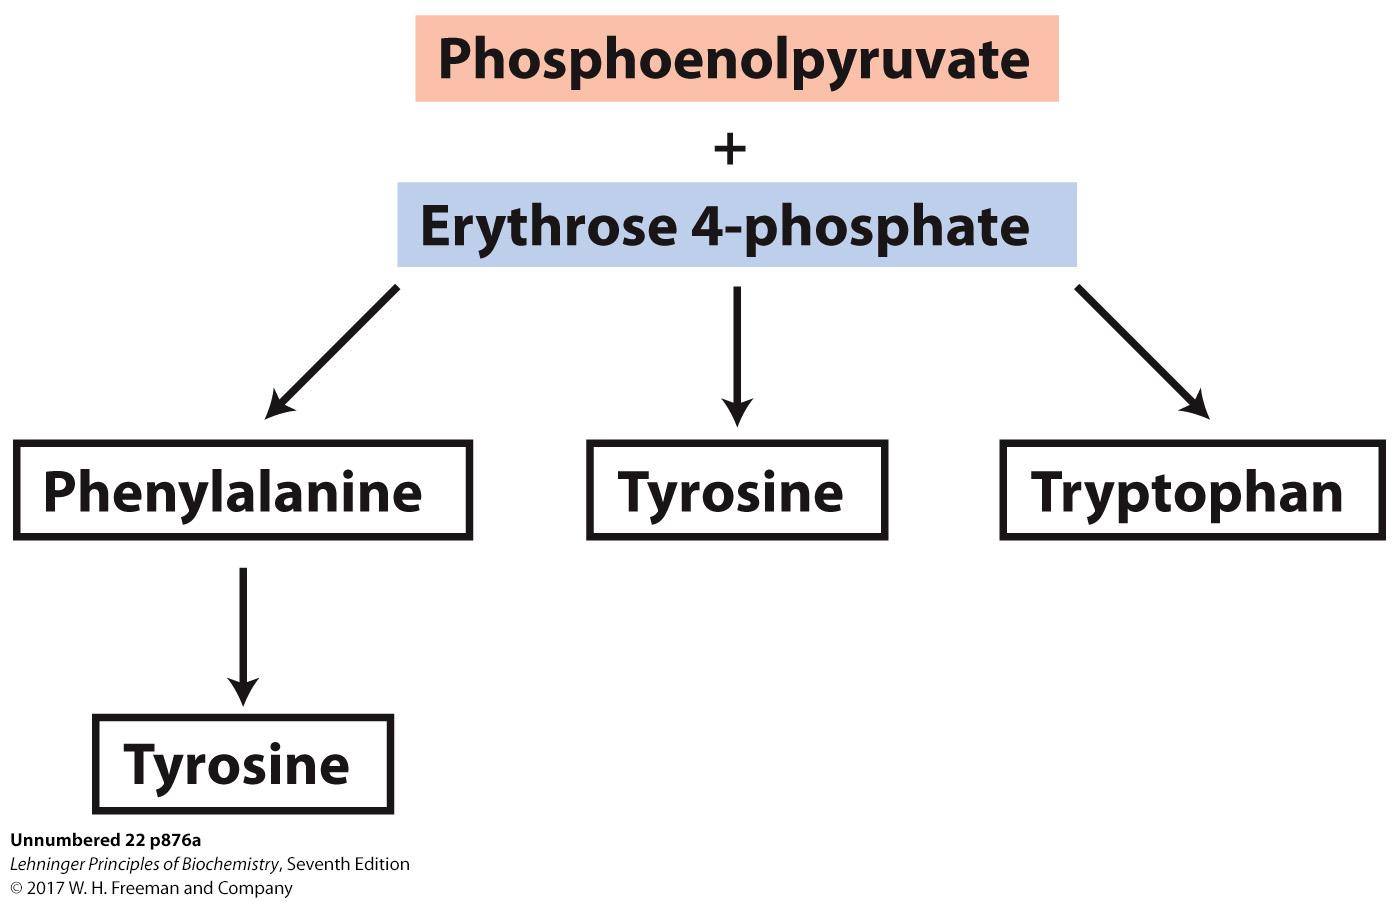 Phosphoenolpyruvate
+
Erythrose 4-phosphate
Phenylalanine
Tyrosine
Tryptophan
Tyrosine
Unnumbered 22 p876a
Lehninger Principles of Biochemistry, Seventh Edition
© 2017 W. H. Freeman and Company